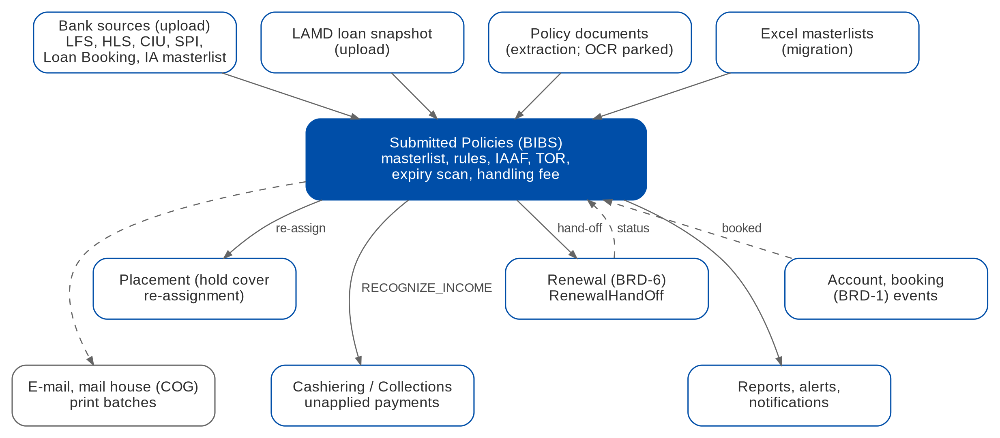 Bank sources (upload)
LFS, HLS, CIU, SPI,
Loan Booking, IA masterlist
LAMD loan snapshot
(upload)
Policy documents
(extraction; OCR parked)
Excel masterlists
(migration)
Submitted Policies (BIBS)
masterlist, rules, IAAF, TOR,
expiry scan, handling fee
re-assign
hand-off
status
booked
Placement (hold cover
re-assignment)
RECOGNIZE_INCOME
Renewal (BRD-6)
RenewalHandOff
Account, booking
(BRD-1) events
E-mail, mail house (COG)
print batches
Cashiering / Collections
unapplied payments
Reports, alerts,
notifications